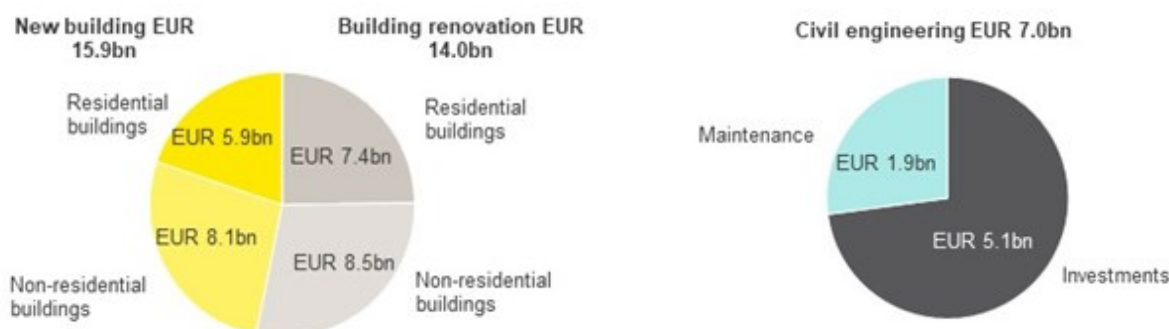 New building EUR
15.9bn
Building renovation EUR
14.0bn
Residential
buildings
EUR 5.9bn
EUR 7.4bn
Residential
buildings
EUR 8.1bn
EUR 8.5bn
Non-residential
buildings
Non-residential
buildings
Civil engineering EUR 7.0bn
Maintenance
EUR 1.9bn
EUR 5.1bn
Investments